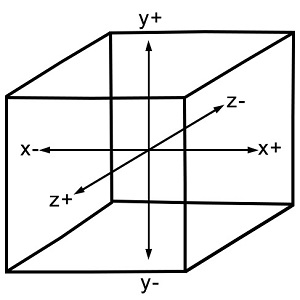 y+
z-
x-
x+
z+
y-